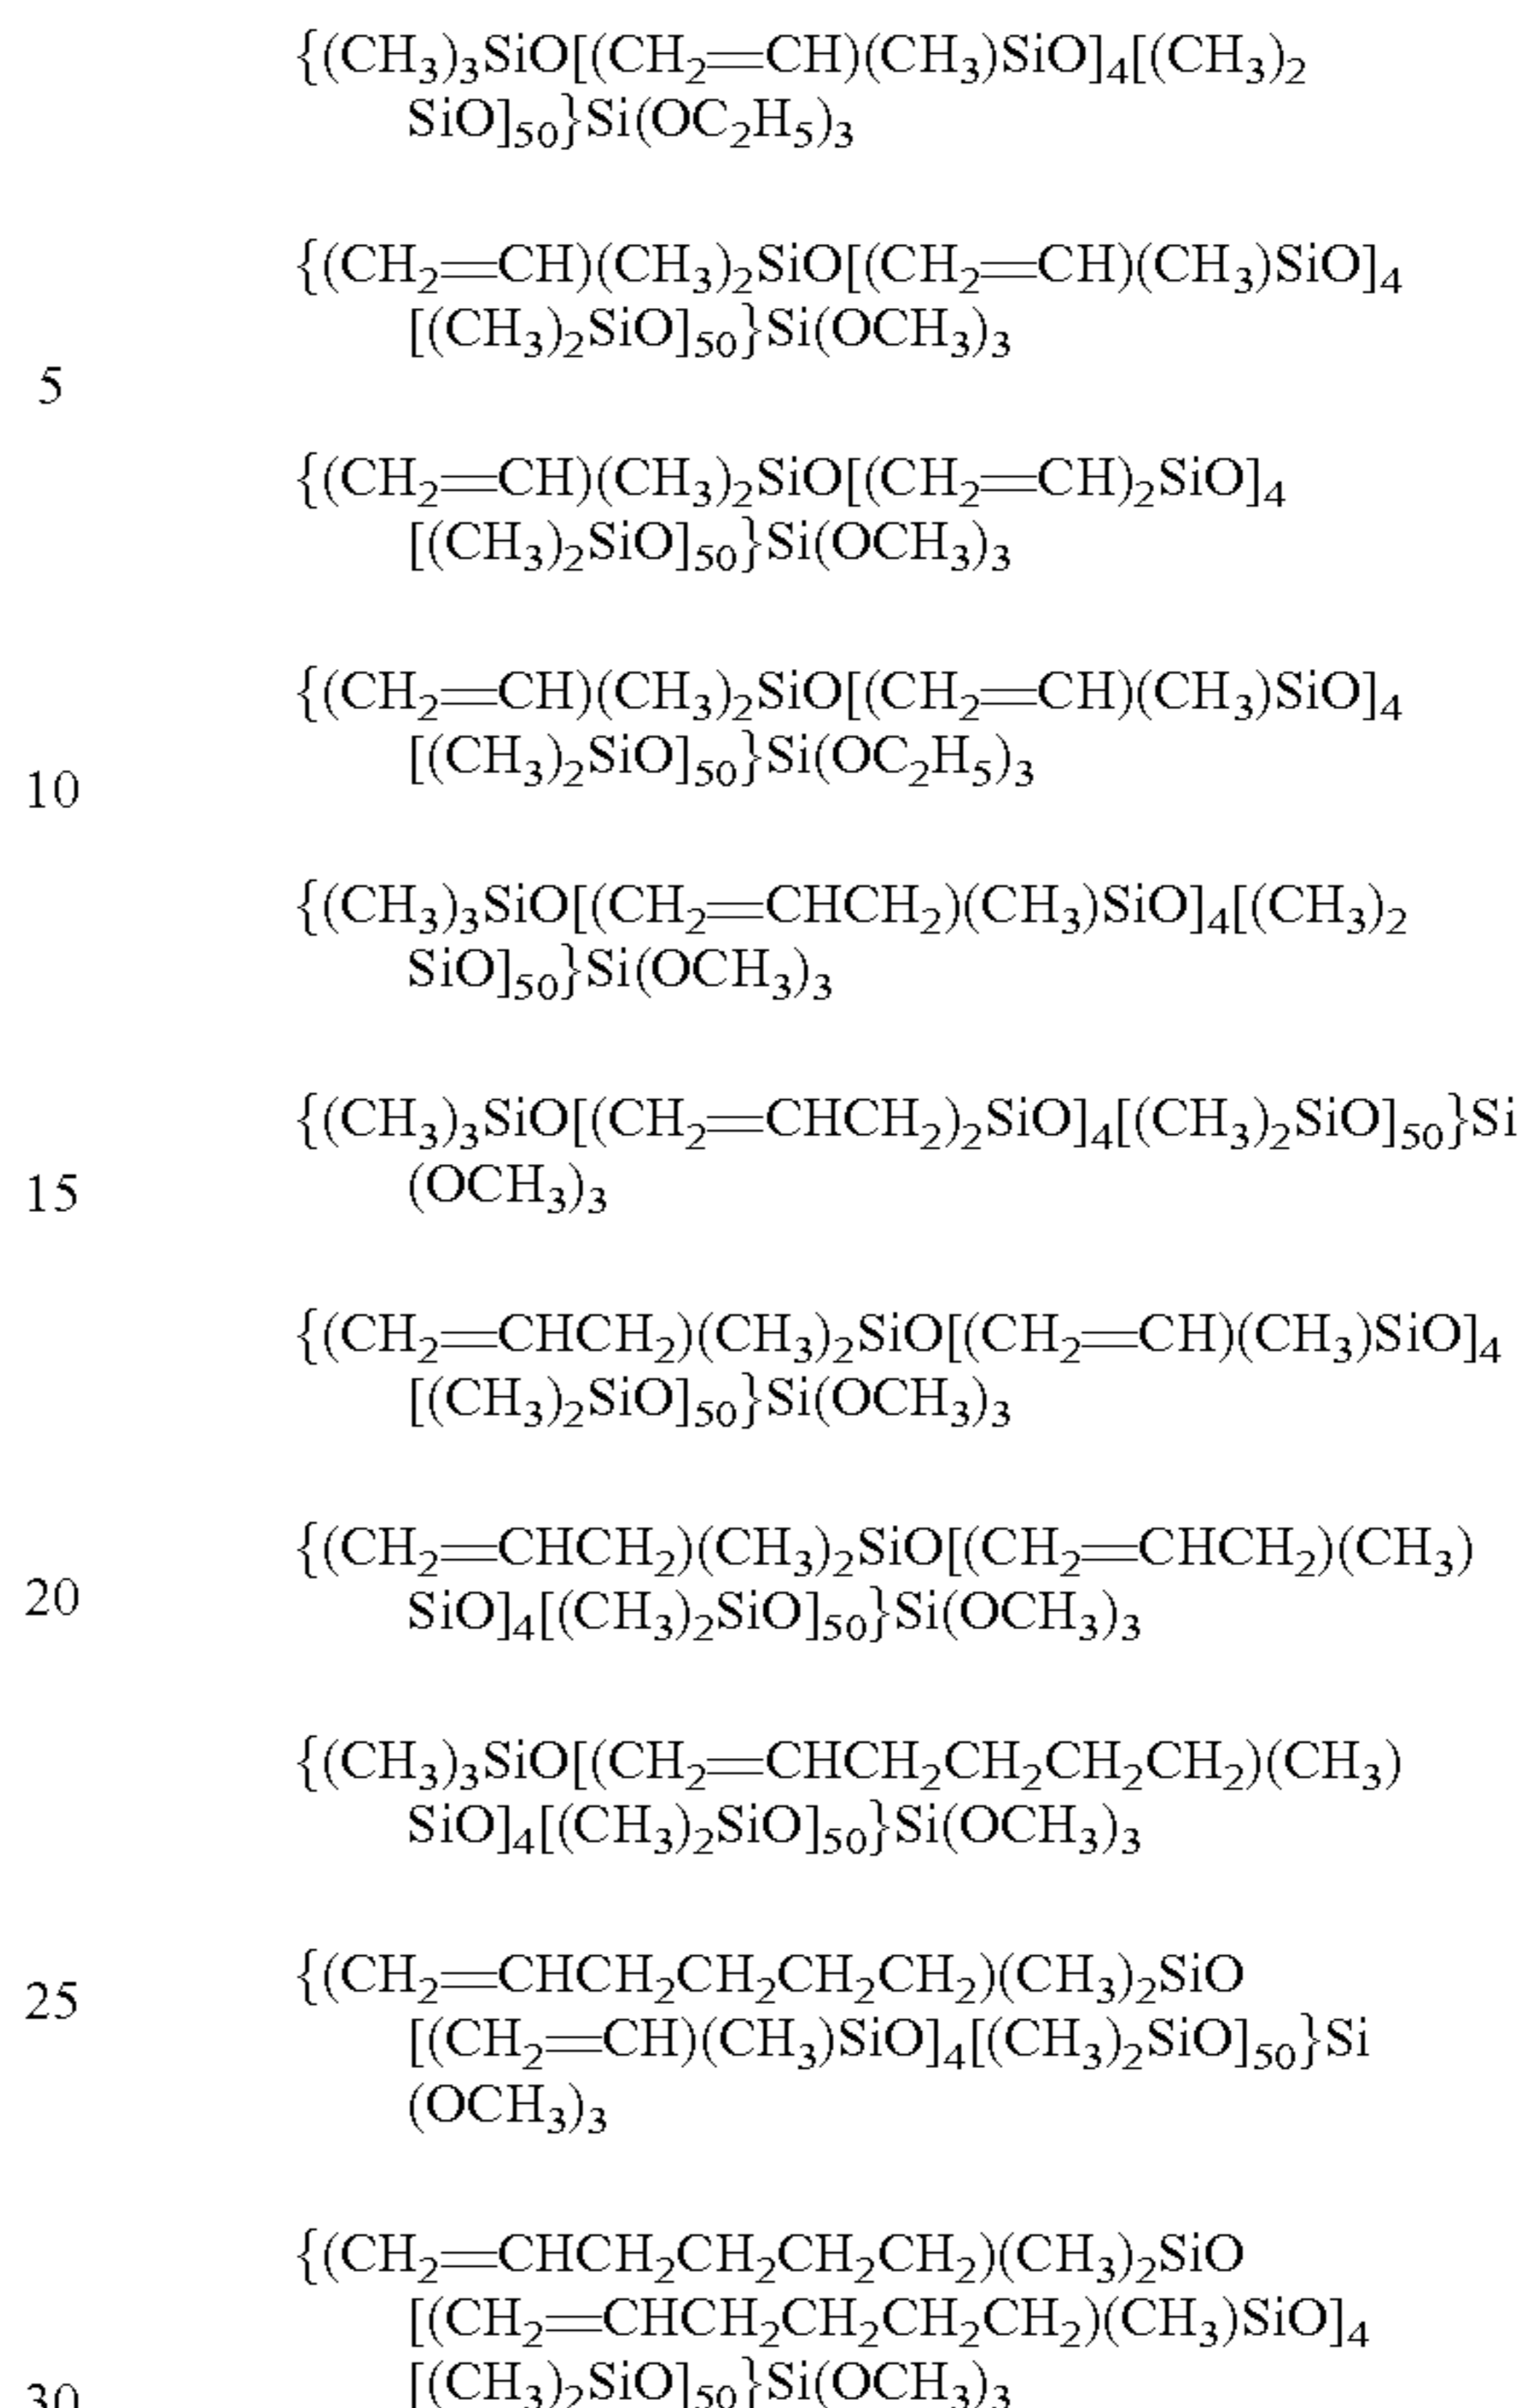 {(CH₃)₃SiO[(CH₂═CH)(CH₃)SiO]₄[(CH₃)₂
SiO]₅₀}Si(OC₂H₅)₃
{(CH₂═CH)(CH₃)₂SiO[(CH₂═CH)(CH₃)SiO]₄
[(CH₃)₂SiO]₅₀}Si(OCH₃)₃
5
{(CH₂═CH)(CH₃)₂SiO[(CH₂═CH)₂SiO]₄
[(CH₃)₂SiO]₅₀}Si(OCH₃)₃
{(CH₂═CH)(CH₃)₂SiO[(CH₂═CH)(CH₃)SiO]₄
[(CH₃)₂SiO]₅₀}Si(OC₂H₅)₃
10
{(CH₃)₃SiO[(CH₂═CHCH₂)(CH₃)SiO]₄[(CH₃)₂
SiO]₅₀}Si(OCH₃)₃
{(CH₃)₃SiO[(CH₂═CHCH₂)₂SiO]₄[(CH₃)₂SiO]₅₀}Si
(OCH₃)₃
15
{(CH₂═CHCH₂)(CH₃)₂SiO[(CH₂═CH)(CH₃)SiO]₄
[(CH₃)₂SiO]₅₀}Si(OCH₃)₃
{(CH₂═CHCH₂)(CH₃)₂SiO[(CH₂═CHCH₂)(CH₃)
20
SiO]₄[(CH₃)₂SiO]₅₀}Si(OCH₃)₃
{(CH₃)₃SiO[(CH₂═CHCH₂CH₂CH₂CH₂)(CH₃)
SiO]₄[(CH₃)₂SiO]₅₀}Si(OCH₃)₃
{(CH₂═CHCH₂CH₂CH₂CH₂)(CH₃)₂SiO
25
[(CH₂═CH)(CH₃)SiO]₄[(CH₃)₂SiO]₅₀}Si
(OCH₃)₃
{(CH₂═CHCH₂CH₂CH₂CH₂)(CH₃)₂SiO
[(CH₂═CHCH₂CH₂CH₂CH₂)(CH₃)SiO]₄
[(CH₃)₂SiO]₅₀}Si(OCH₃)₃
30